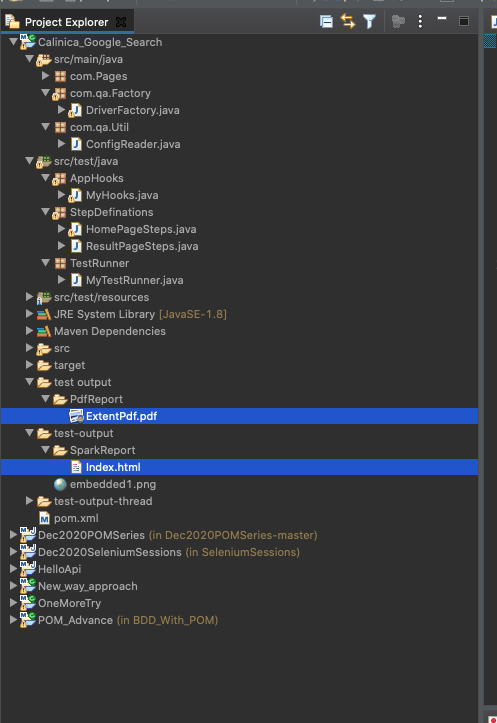 Project Explorer
Calinica_Google_Search
src/main/java
com.Pages
com.qa.Factory
DriverFactory.java
com.qa.Util
ConfigReader.java
src/test/java
AppHooks
MyHooks.java
StepDefinations
HomePageSteps.java
ResultPageSteps.java
TestRunner
MyTestRunner.java
src/test/resources
JRE System Library [JavaSE-1.8]
Maven Dependencies
src
target
test output
PdfReport
ExtentPdf.pdf
test-output
SparkReport
Index.html
embedded1.png
test-output-thread
pom.xml
Dec2020POMSeries (in Dec2020POMSeries-master)
Dec2020SeleniumSessions (in SeleniumSessions)
HelloApi
New_way_approach
OneMoreTry
POM_Advance (in BDD_With_POM)